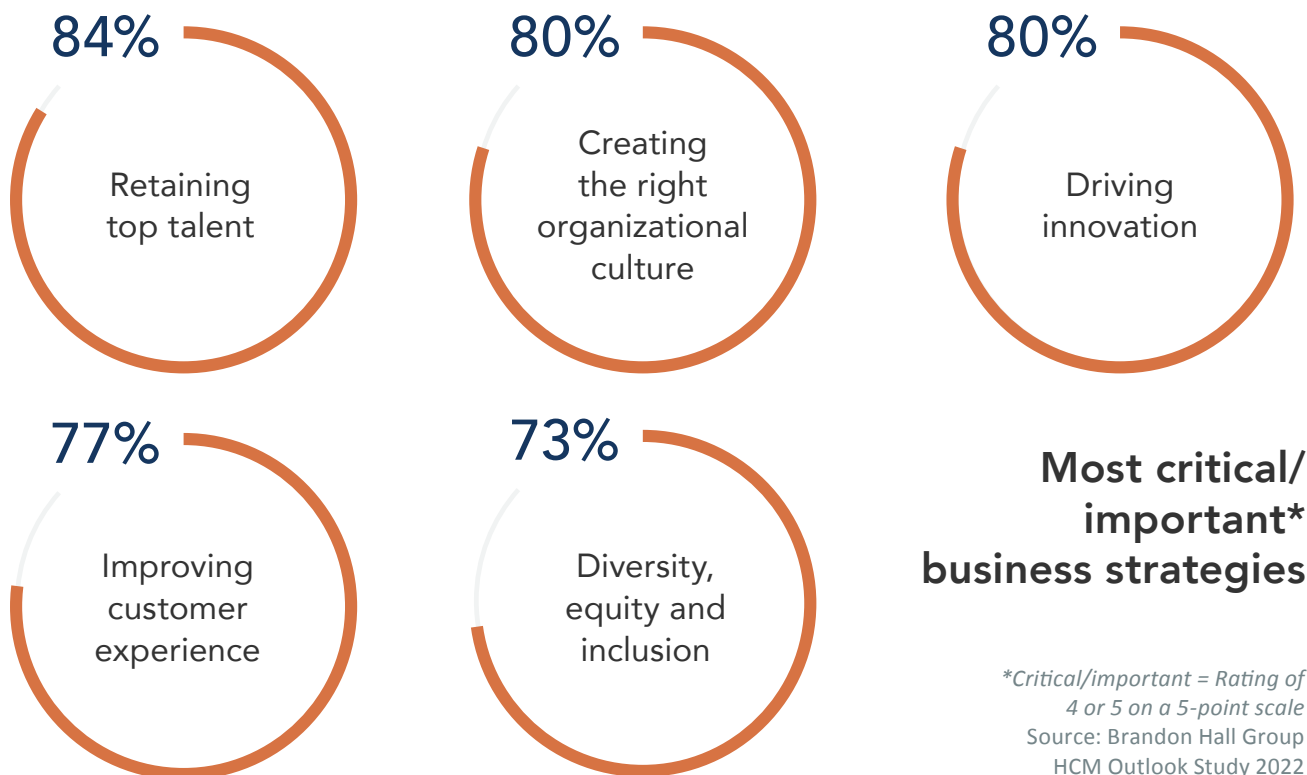 84%
Retaining
top talent
80%
Creating
the right
organizational
culture
80%
Driving
innovation
77%
Improving
customer
experience
73%
Diversity,
equity and
inclusion
Most critical/
important*
business strategies
*Critical/important = Rating of
4 or 5 on a 5-point scale
Source: Brandon Hall Group
HCM Outlook Study 2022